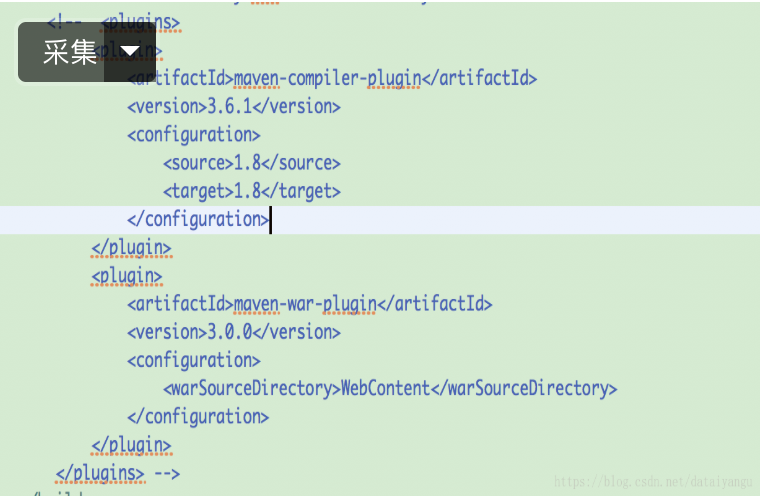 <!--  <plugins>
采集
plugin>
<artifactId>maven-compiler-plugin</artifactId>
<version>3.6.1</version>
<configuration>
<source>1.8</source>
<target>1.8</target>
</configuration>
</plugin>
<plugin>
<artifactId>maven-war-plugin</artifactId>
<version>3.0.0</version>
<configuration>
<warSourceDirectory>WebContent</warSourceDirectory>
</configuration>
</plugin>
</plugins> -->
https://blog.csdn.net/dataiyangu